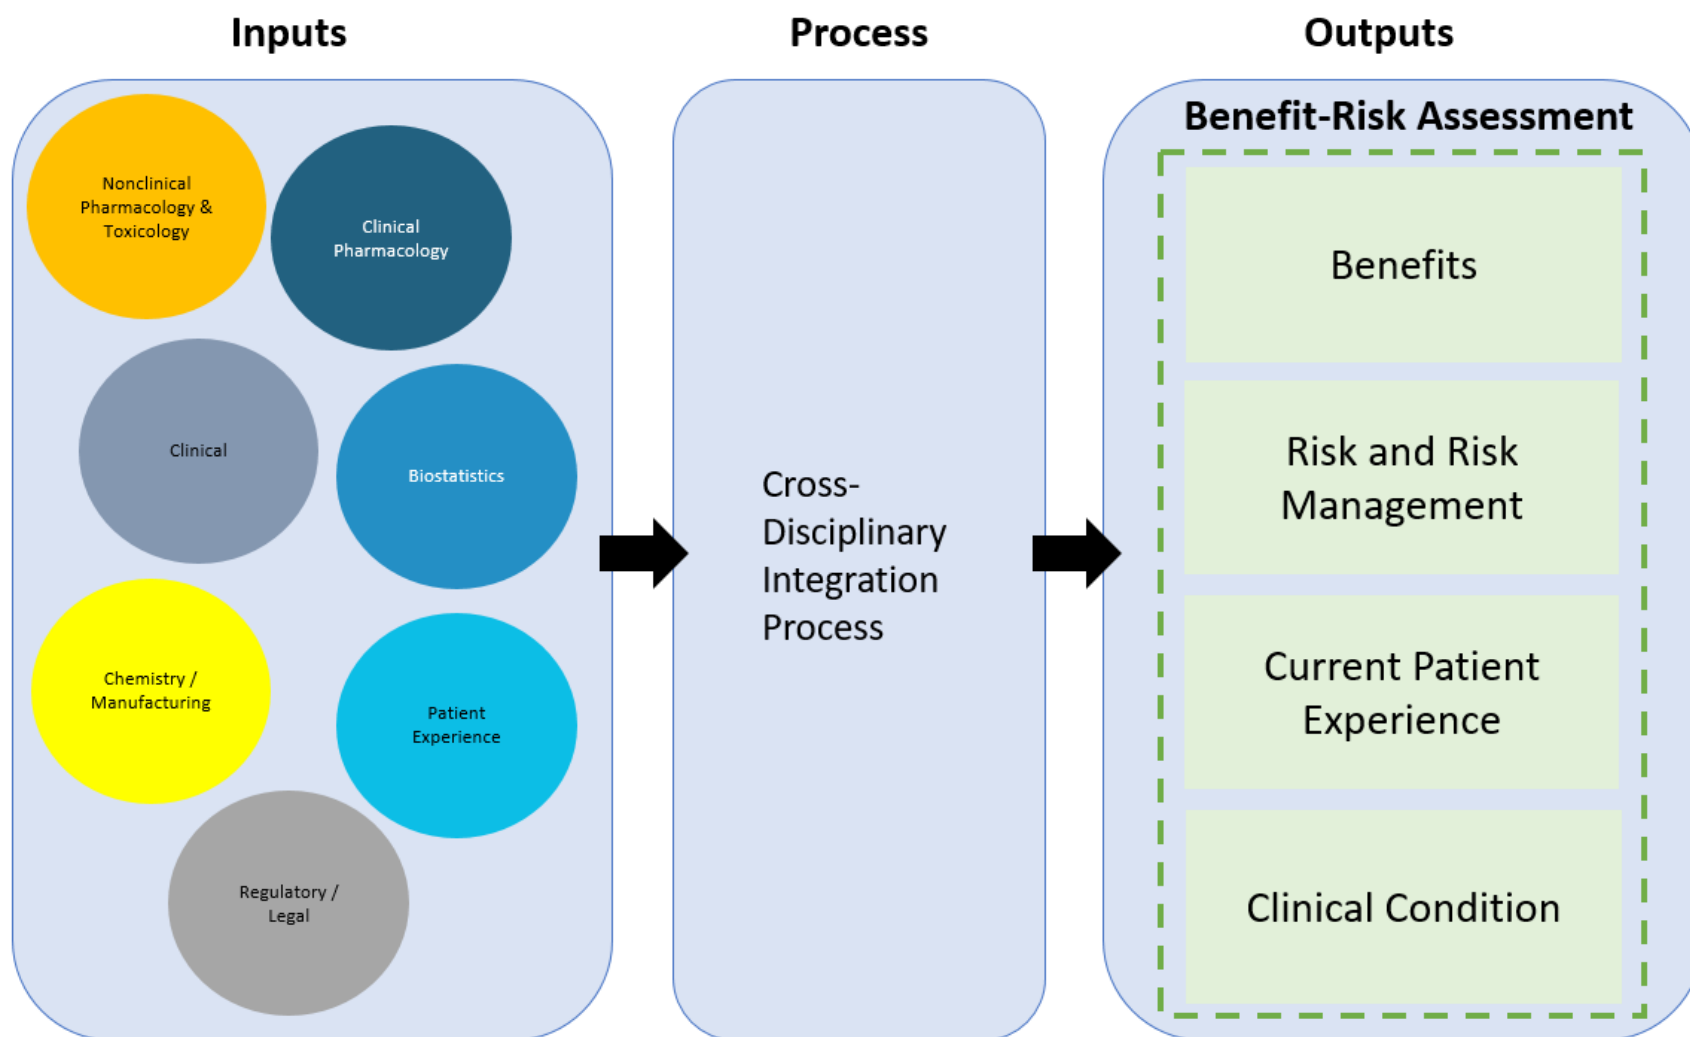 Inputs
Process
Outputs
Nonclinical
Pharmacology &
Toxicology
Clinical
Pharmacology
Clinical
Biostatistics
Chemistry /
Manufacturing
Patient
Experience
Regulatory /
Legal
Cross-
Disciplinary
Integration
Process
Benefit-Risk Assessment
Benefits
Risk and Risk
Management
Current Patient
Experience
Clinical Condition